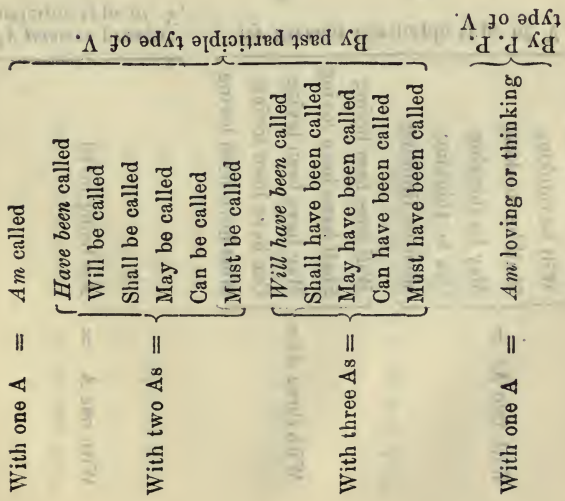 With one A = Am called
With two As =
Have been called
Will be called
Shall be called
May be called
Can be called
Must be called
With three As =
Will have been called
Shall have been called
May have been called
Can have been called
Must have been called
By past participle type of V.
With one A = Am loving or thinking
By P. P.
type of V.